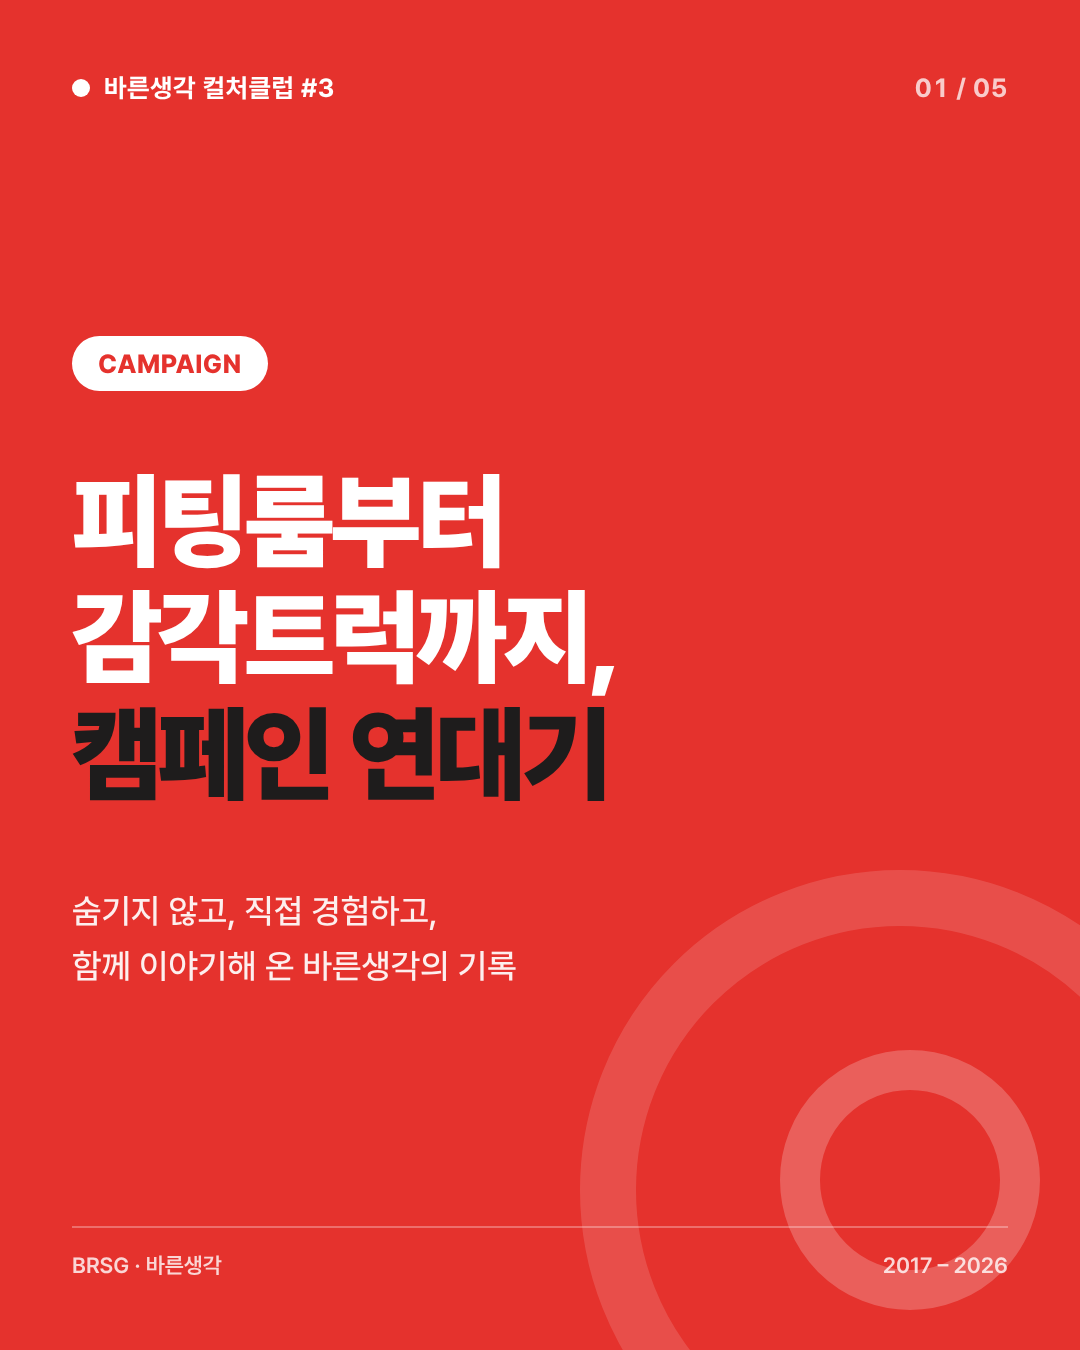 바른생각 컬처클럽 #3
01 / 05
CAMPAIGN
피팅룸부터
감각트럭까지,
캠페인 연대기
숨기지 않고, 직접 경험하고,
함께 이야기해 온 바른생각의 기록
BRSG · 바른생각
2017 – 2026